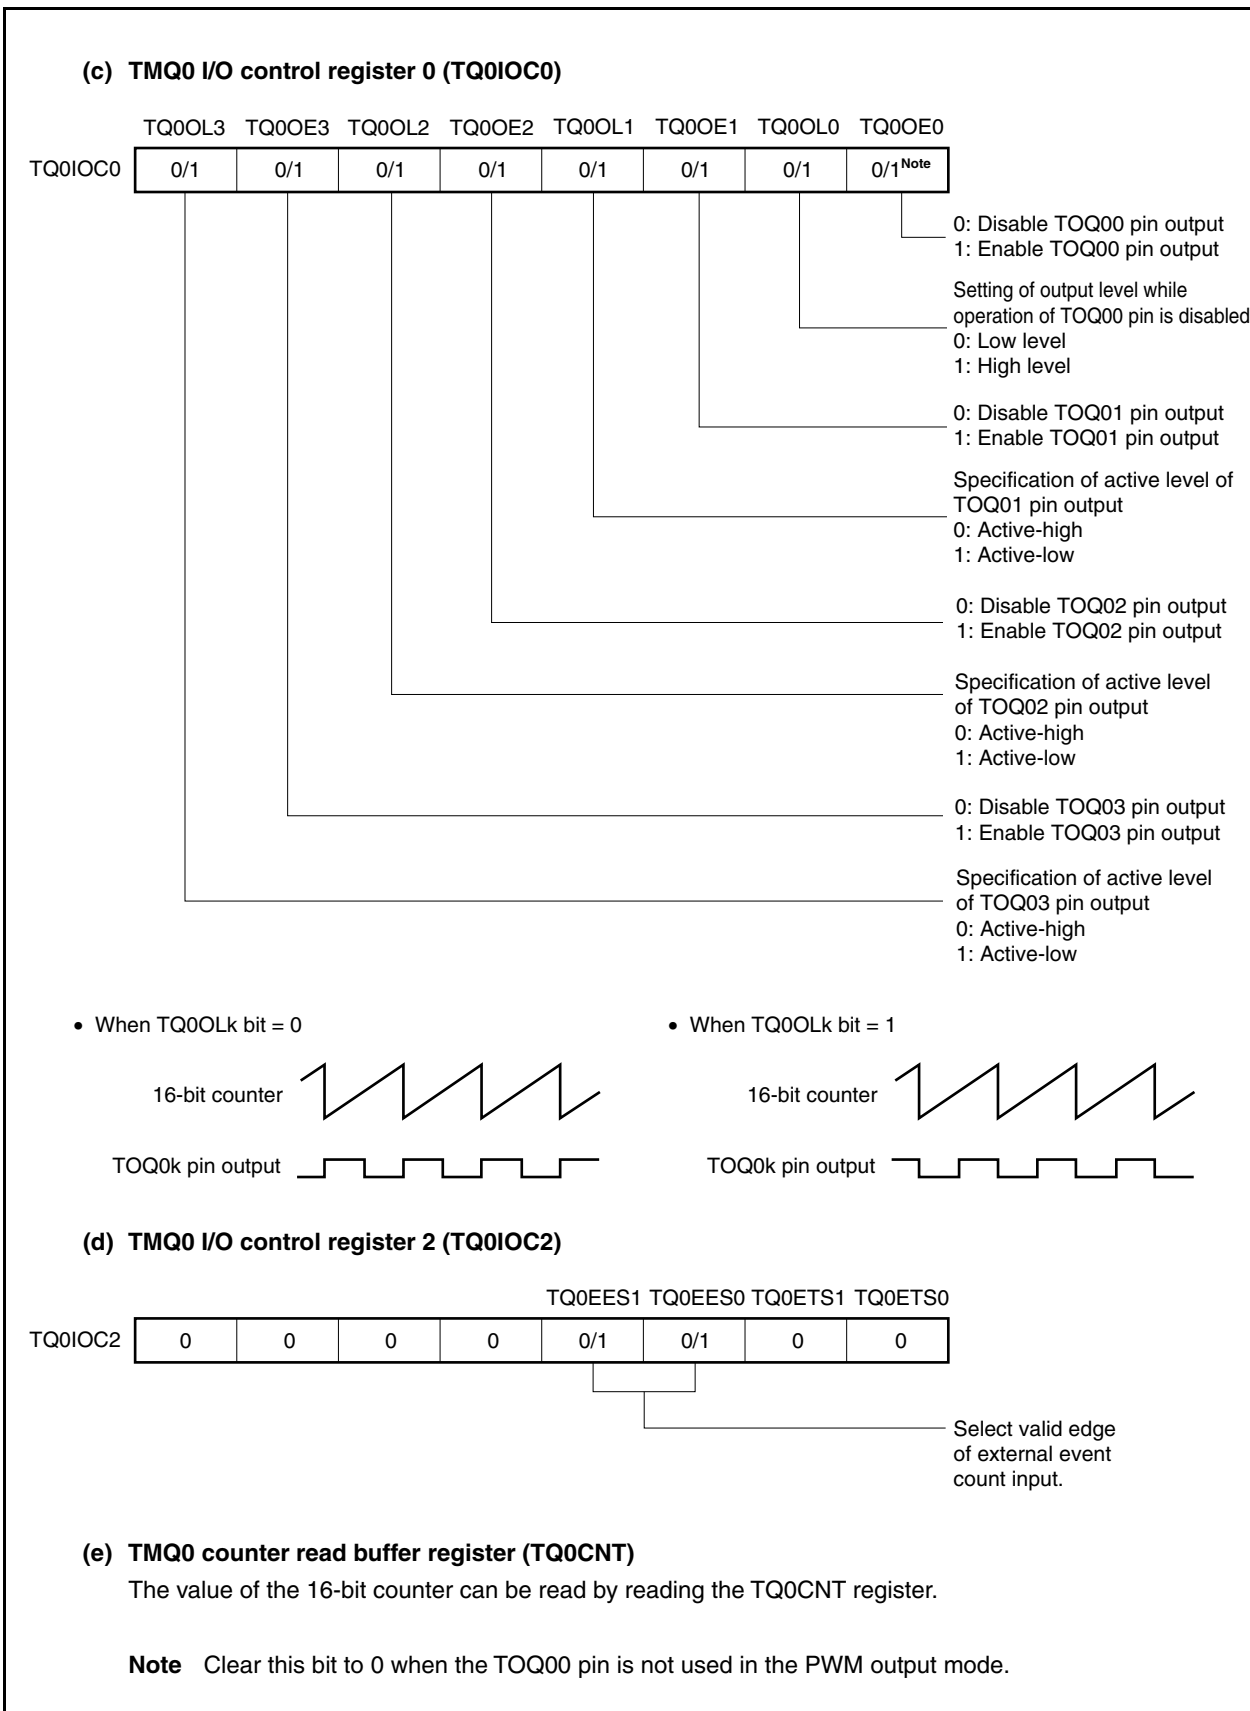 (c) TMQ0 I/O control register 0 (TQ0IOC0)
TQ0OL3 TQ0OE3 TQ0OL2 TQ0OE2 TQ0OL1 TQ0OE1 TQ0OL0 TQ0OE0
TQ0IOC0 0/1 0/1 0/1 0/1 0/1 0/1 0/1 0/1Note
0: Disable TOQ00 pin output
1: Enable TOQ00 pin output
Setting of output level while
operation of TOQ00 pin is disabled
0: Low level
1: High level
0: Disable TOQ01 pin output
1: Enable TOQ01 pin output
Specification of active level of
TOQ01 pin output
0: Active-high
1: Active-low
0: Disable TOQ02 pin output
1: Enable TOQ02 pin output
Specification of active level
of TOQ02 pin output
0: Active-high
1: Active-low
0: Disable TOQ03 pin output
1: Enable TOQ03 pin output
Specification of active level
of TOQ03 pin output
0: Active-high
1: Active-low
• When TQ0OLk bit = 0
16-bit counter
TOQ0k pin output
• When TQ0OLk bit = 1
16-bit counter
TOQ0k pin output
(d) TMQ0 I/O control register 2 (TQ0IOC2)
TQ0EES1 TQ0EES0 TQ0ETS1 TQ0ETS0
TQ0IOC2 0 0 0 0 0/1 0/1 0 0
Select valid edge
of external event
count input.
(e) TMQ0 counter read buffer register (TQ0CNT)
The value of the 16-bit counter can be read by reading the TQ0CNT register.
Note Clear this bit to 0 when the TOQ00 pin is not used in the PWM output mode.